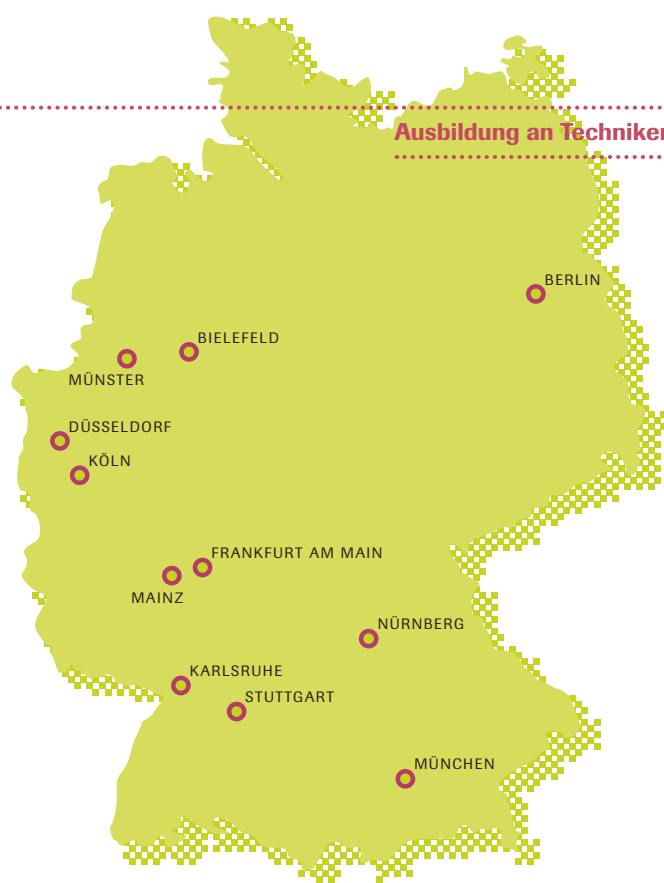 Ausbildung an Techniker
BERLIN
BIELEFELD
MÜNSTER
DÜSSELDORF
KÖLN
FRANKFURT AM MAIN
MAINZ
NÜRNBERG
KARLSRUHE
STUTTGART
MÜNCHEN